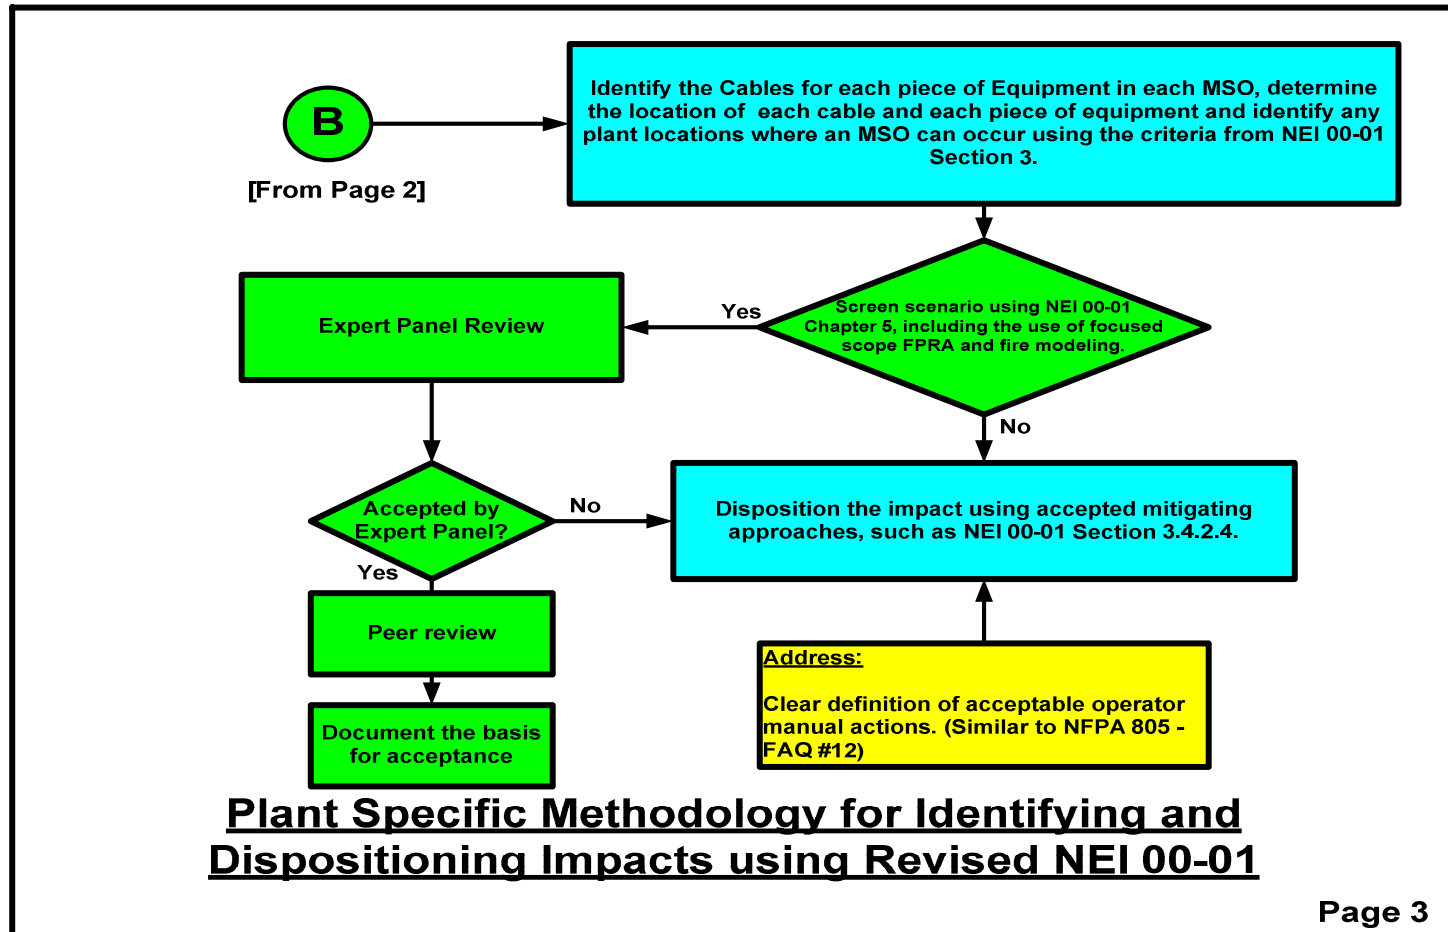 B
[From Page 2]
Identify the Cables for each piece of Equipment in each MSO, determine
the location of each cable and each piece of equipment and identify any
plant locations where an MSO can occur using the criteria from NEI 00-01
Section 3.
Screen scenario using NEI 00-01
Chapter 5, including the use of focused
scope FPRA and fire modeling.
Yes
Expert Panel Review
No
Accepted by
Expert Panel?
No
Disposition the impact using accepted mitigating
approaches, such as NEI 00-01 Section 3.4.2.4.
Yes
Peer review
Document the basis
for acceptance
Address:
Clear definition of acceptable operator
manual actions. (Similar to NFPA 805 -
FAQ #12)
Plant Specific Methodology for Identifying and
Dispositioning Impacts using Revised NEI 00-01
Page 3